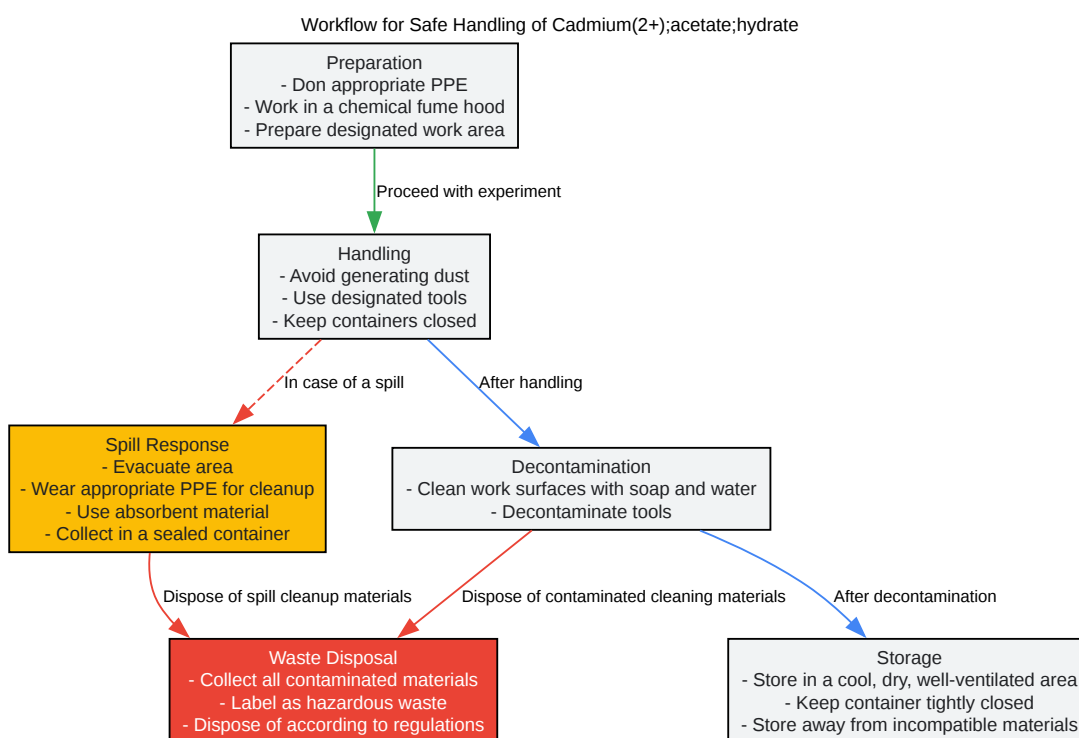 Workflow for Safe Handling of Cadmium(2+);acetate;hydrate
Preparation
- Don appropriate PPE
- Work in a chemical fume hood
- Prepare designated work area
Proceed with experiment
Handling
- Avoid generating dust
- Use designated tools
- Keep containers closed
In case of a spill
After handling
Spill Response
- Evacuate area
- Wear appropriate PPE for cleanup
- Use absorbent material
- Collect in a sealed container
Decontamination
- Clean work surfaces with soap and water
- Decontaminate tools
Dispose of spill cleanup materials
Dispose of contaminated cleaning materials
After decontamination
Waste Disposal
- Collect all contaminated materials
- Label as hazardous waste
- Dispose of according to regulations
Storage
- Store in a cool, dry, well-ventilated area
- Keep container tightly closed
- Store away from incompatible materials